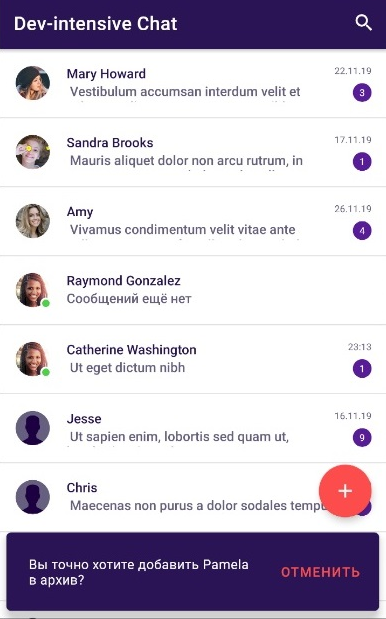 Dev-intensive Chat
Mary Howard
22.11.19
Vestibulum accumsan interdum velit et
3
Sandra Brooks
17.11.19
Mauris aliquet dolor non arcu rutrum, in
1
Amy
26.11.19
Vivamus condimentum velit vitae ante
4
Raymond Gonzalez
Сообщений ещё нет
Catherine Washington
23:13
Ut eget dictum nibh
1
Jesse
16.11.19
Ut sapien enim, lobortis sed quam ut,
9
Chris
Maecenas non purus a dolor sodales temp
+
Вы точно хотите добавить Pamela
в архив?
ОТМЕНИТЬ